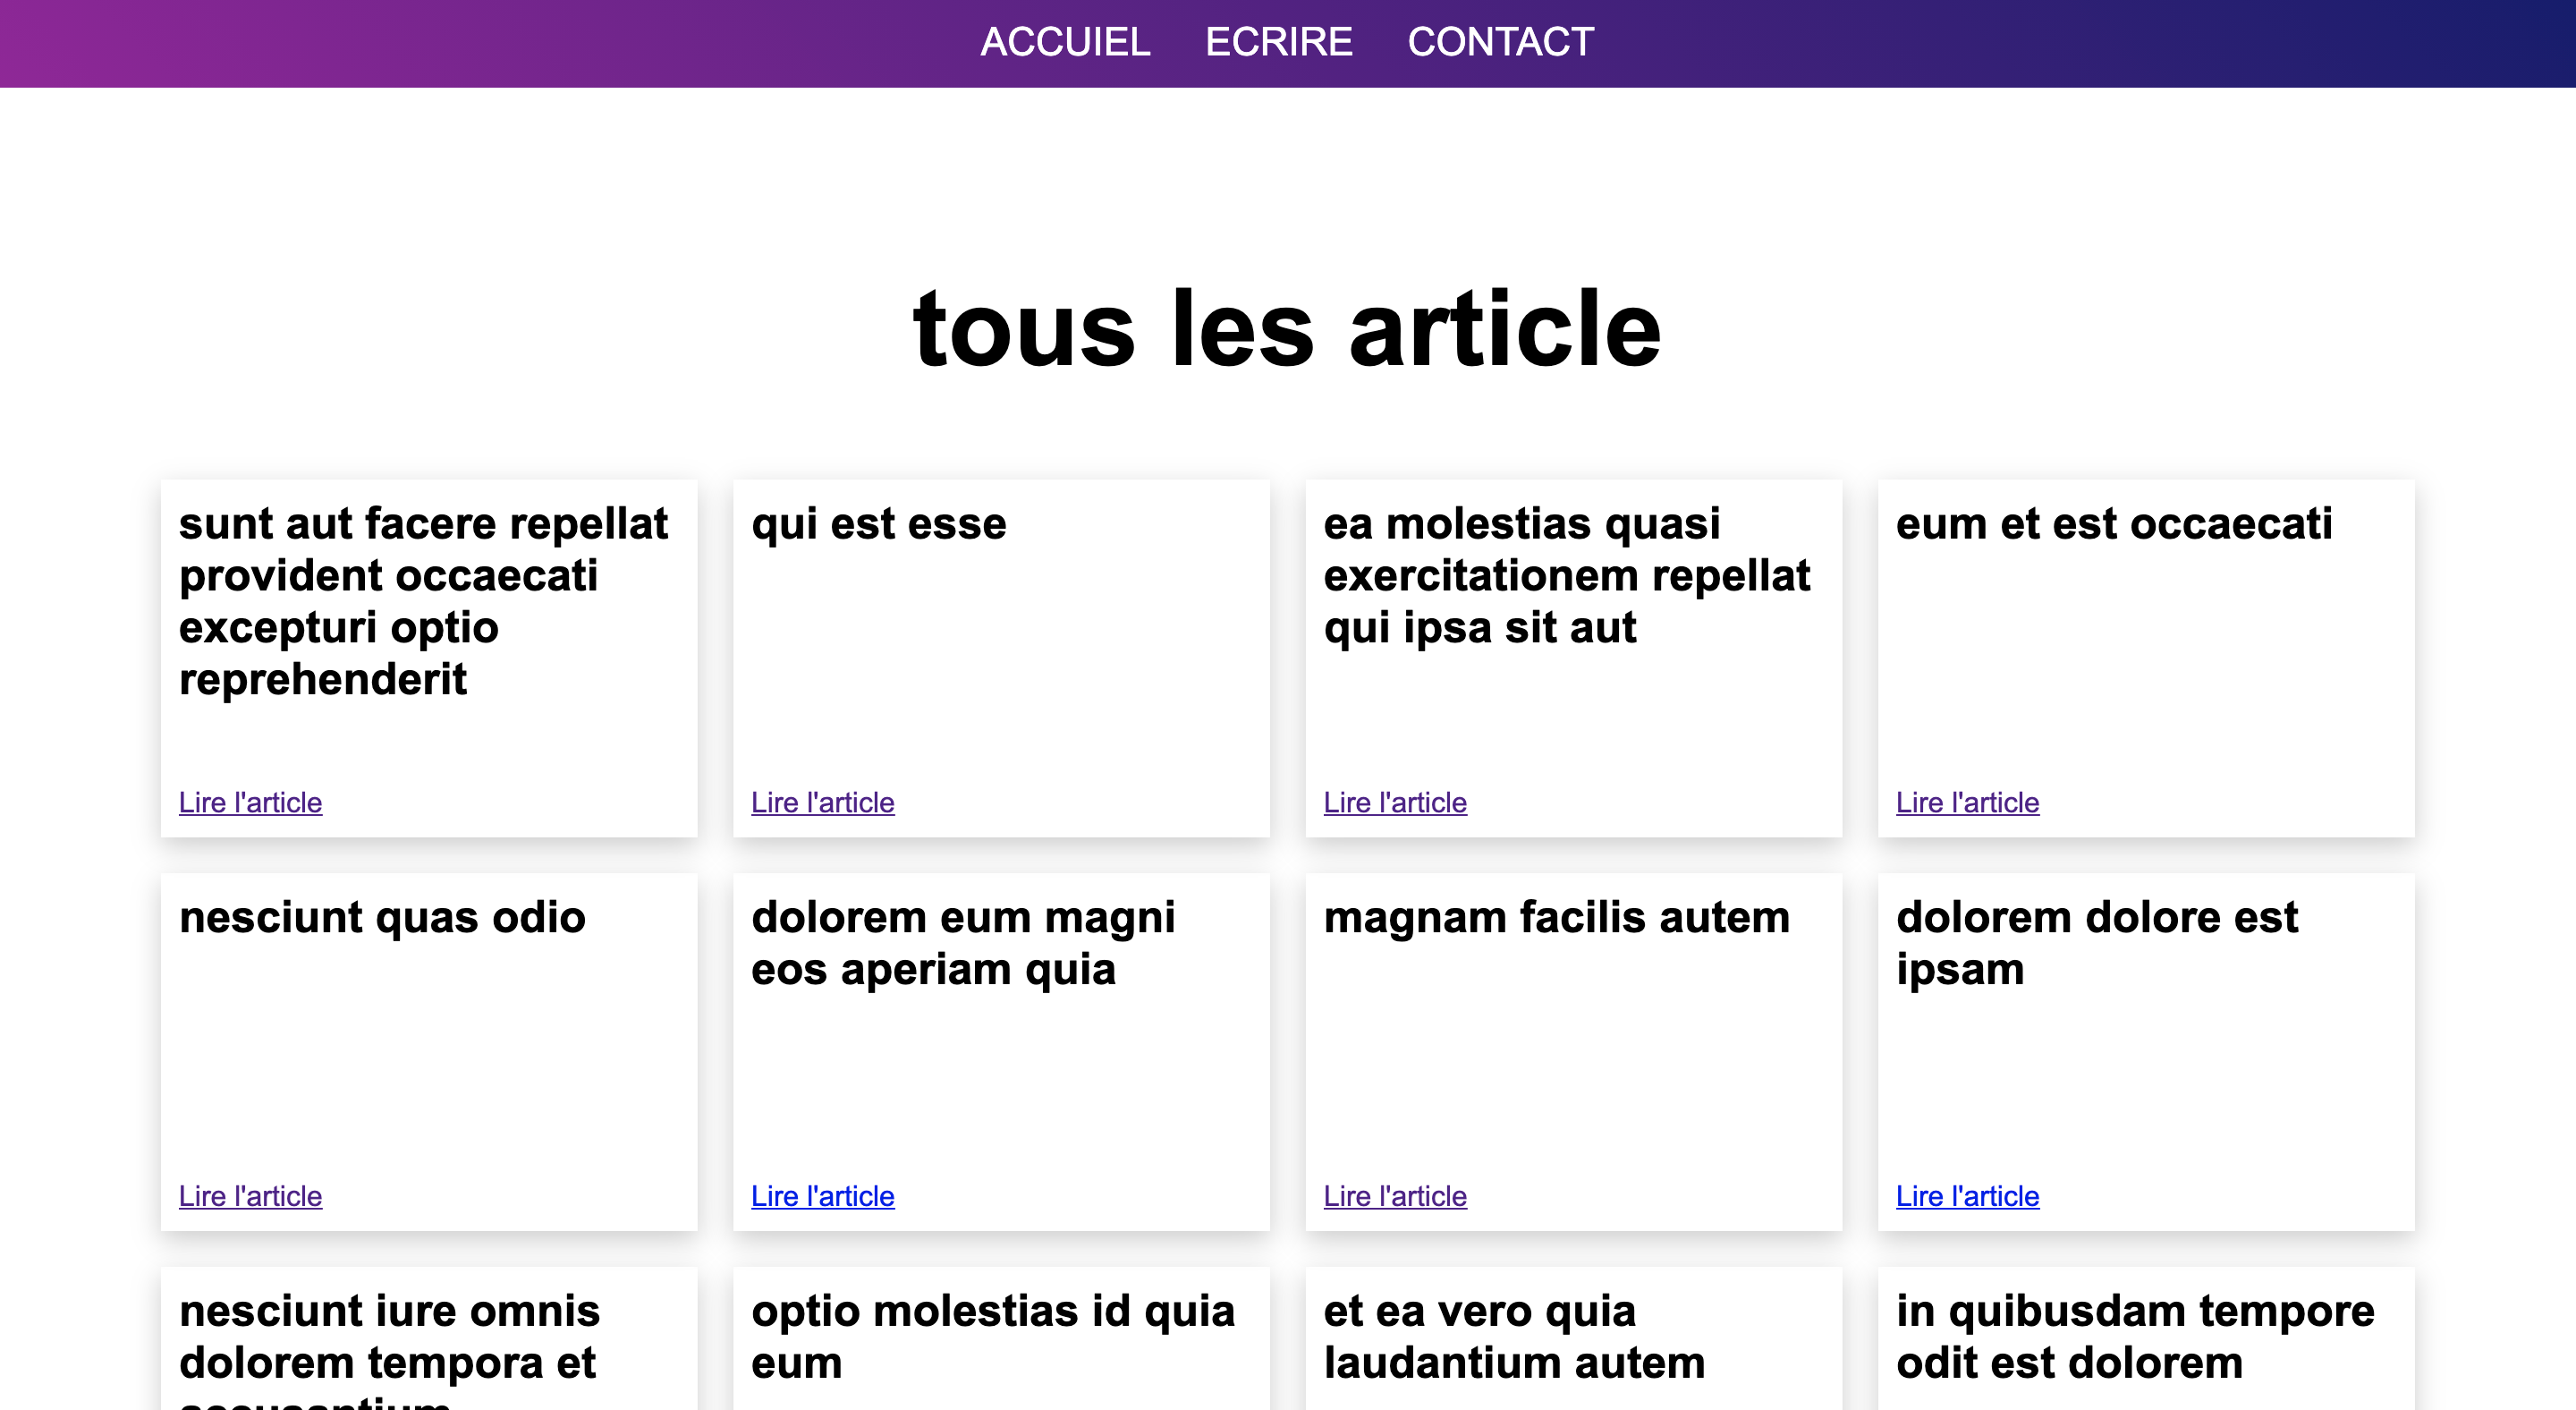 ACCUIEL ECRIRE CONTACT
tous les article
sunt aut facere repellat
provident occaecati
excepturi optio
reprehenderit
Lire l'article
qui est esse
Lire l'article
ea molestias quasi
exercitationem repellat
qui ipsa sit aut
Lire l'article
eum et est occaecati
Lire l'article
nesciunt quas odio
Lire l'article
dolorem eum magni
eos aperiam quia
Lire l'article
magnam facilis autem
Lire l'article
dolorem dolore est
ipsam
Lire l'article
nesciunt iure omnis
dolorem tempora et
optio molestias id quia
eum
et ea vero quia
laudantium autem
in quibusdam tempore
odit est dolorem